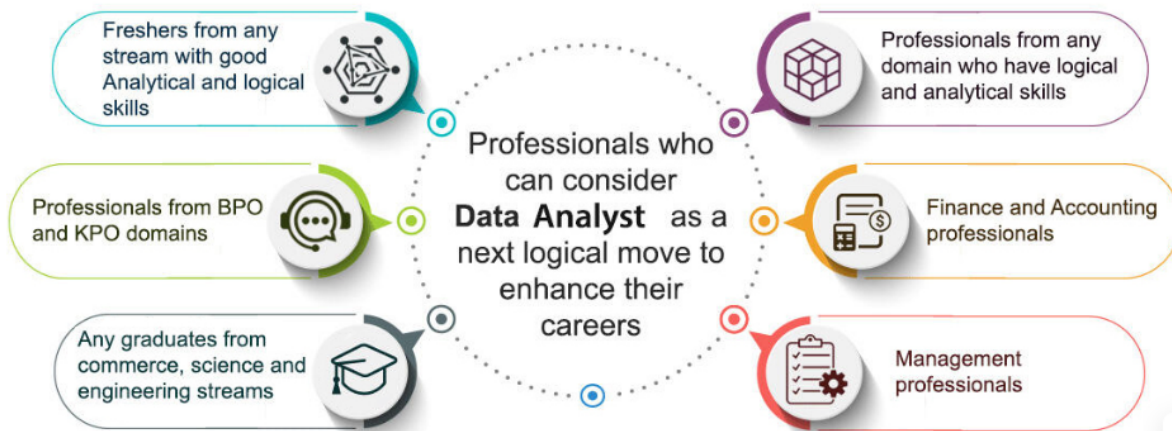 Freshers from any
stream with good
Analytical and logical
skills
Professionals from BPO
and KPO domains
Any graduates from
commerce, science and
engineering streams
Professionals who
can consider
Data Analyst as a
next logical move to
enhance their
careers
Professionals from any
domain who have logical
and analytical skills
$
Finance and Accounting
professionals
Management
professionals